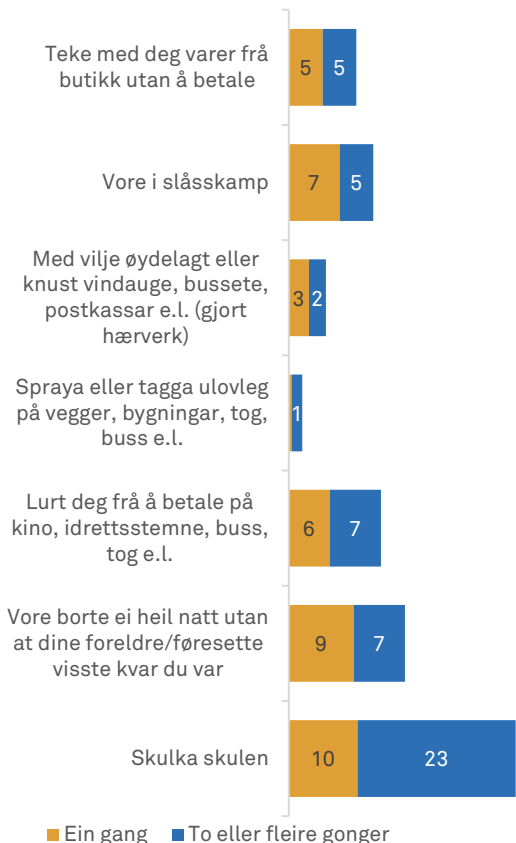 Teke med deg varer frå
butikk utan å betale
5 5
Vore i slåsskamp
7 5
Med vilje øydelagt eller
knust vindauge, bussete,
postkassar e.l. (gjort
hærverk)
3 2
Spraya eller tagga ulovleg
på vegger, bygningar, tog,
buss e.l.
1
Lurt deg frå å betale på
kino, idrettsstemne, buss,
tog e.l.
6 7
Vore borte ei heil natt utan
at dine foreldre/føresette
visste kvar du var
9 7
Skulka skulen
10 23
Ein gang To eller fleire gonger